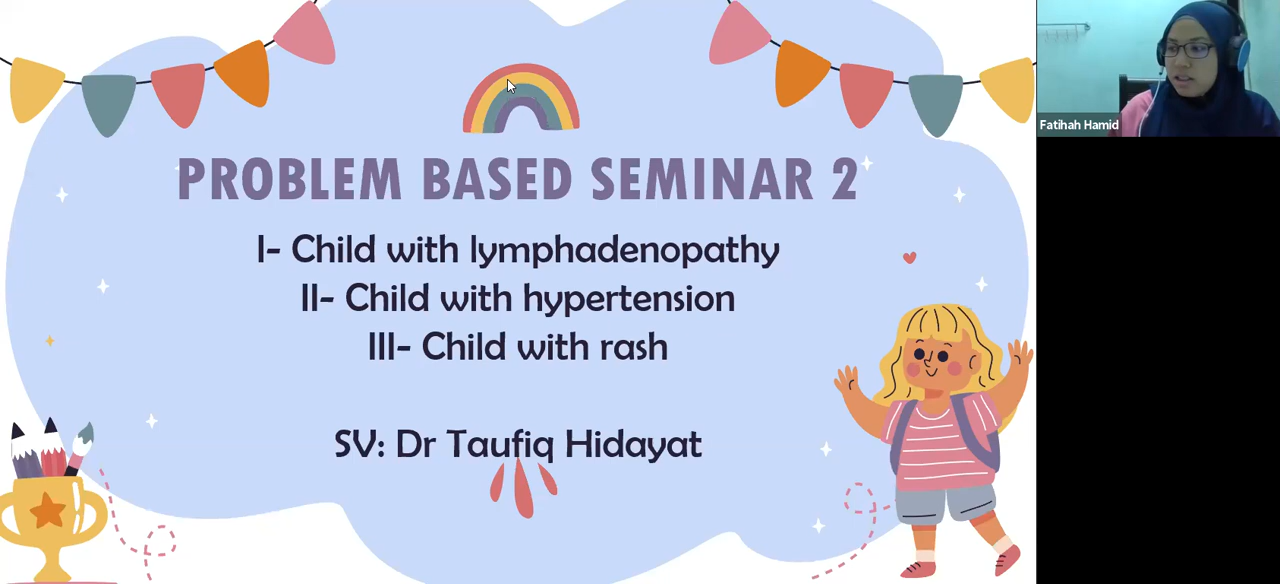 PROBLEM BASED SEMINAR 2
I- Child with lymphadenopathy
II- Child with hypertension
III- Child with rash
SV: Dr Taufiq Hidayat
Fatihah Hamid